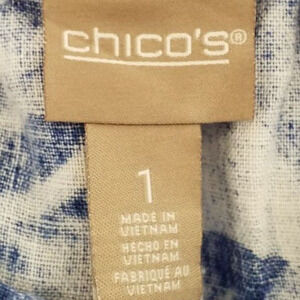 chico's®
1
MADE IN
VIETNAM
HECHO EN
VIETNAM
FABRIQUÉ AU
VIETNAM